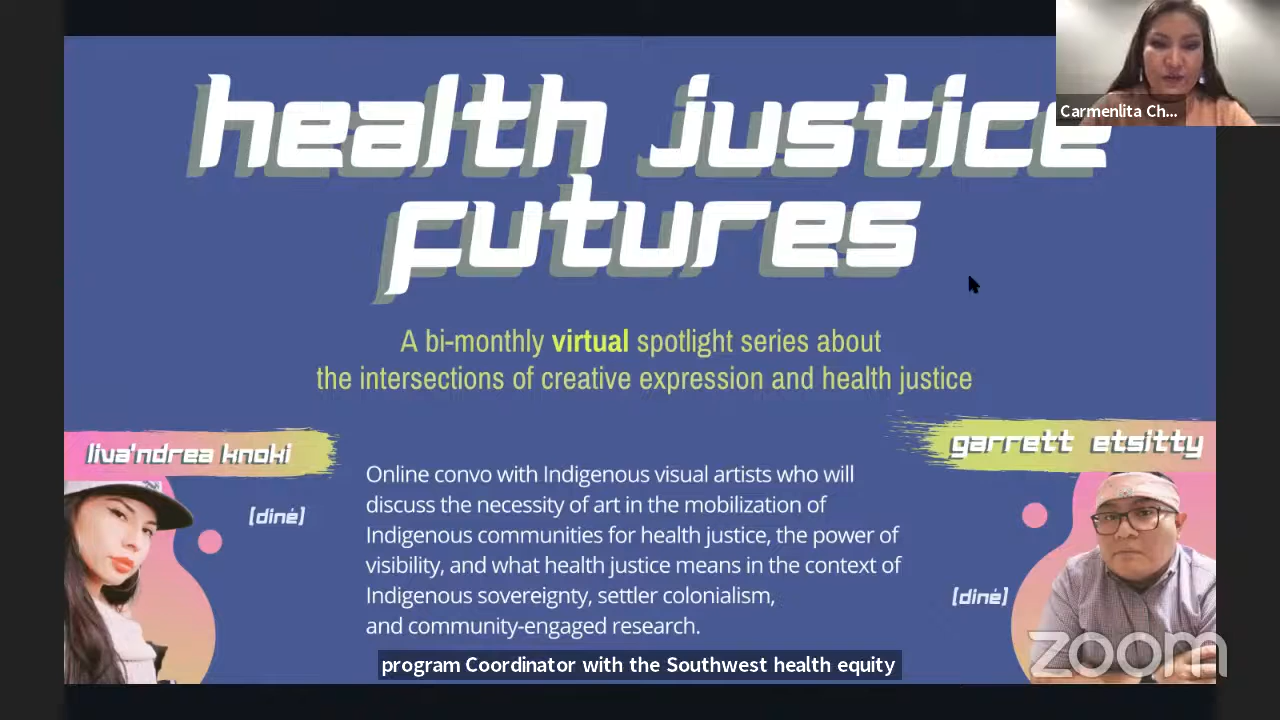 health justice
futures
Carmenlita Ch...
A bi-monthly virtual spotlight series about
the intersections of creative expression and health justice
liva'ndrea knoki
garrett etsitty
[diné]
Online convo with Indigenous visual artists who will
discuss the necessity of art in the mobilization of
Indigenous communities for health justice, the power of
visibility, and what health justice means in the context of
Indigenous sovereignty, settler colonialism,
and community-engaged research.
[diné]
program Coordinator with the Southwest health equity
zoom